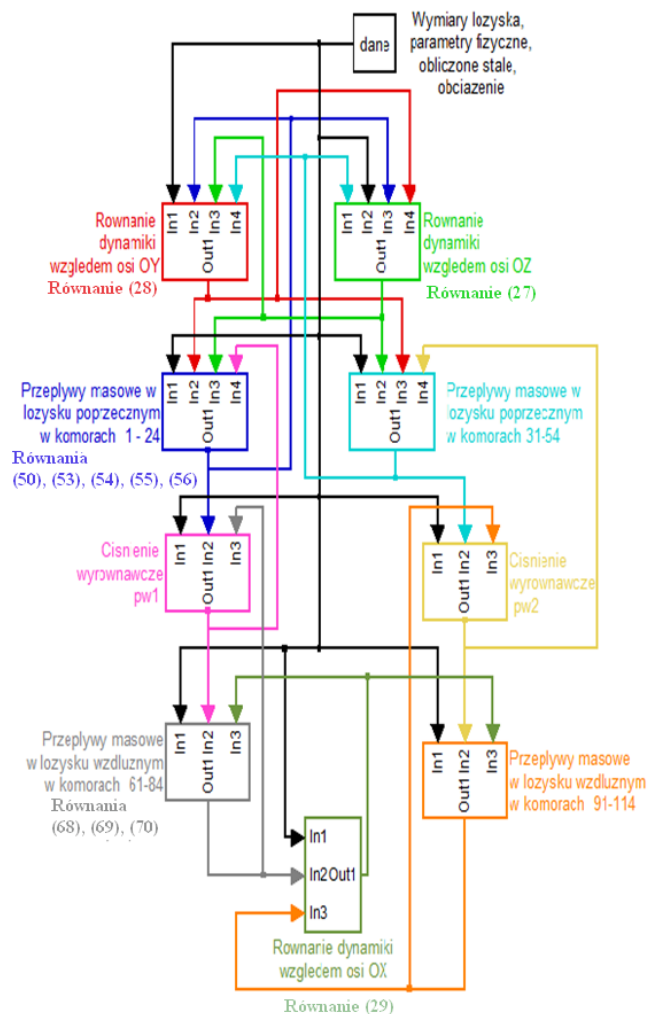 dane
Wymiary lozyska,
parametry fizyczne,
obliczone stale,
obciazenie
In1
In2
In3
In4
Out1
Rownanie
dynamiki
wzgledem osi OY
Równanie (28)
In1
In2
In3
In4
Out1
Rownanie
dynamiki
wzgledem osi OZ
Równanie (27)
In1
In2
In3
In4
Out1
Przeplywy masowe w
lozysku poprzecznym
w komorach 1 - 24
Równania
(50), (53), (54), (55), (56)
In1
In2
In3
In4
Out1
Przeplywy masowe w
lozysku poprzecznym
w komorach 31-54
In1
In2
In3
Out1
Cisnienie
wyrownawcze
pw1
In1
In2
In3
Out1
Cisnienie
wyrownawcze
pw2
In1
In2
In3
Out1
Przeplywy masowe
w lozysku wzdluznym
w komorach 61-84
Równania
(68), (69), (70)
In1
In2
In3
Out1
Przeplywy masowe
w lozysku wzdluznym
w komorach 91-114
In1
In2
Out1
In3
Rownanie dynamiki
wzglecem osi OX
Równanie (29)